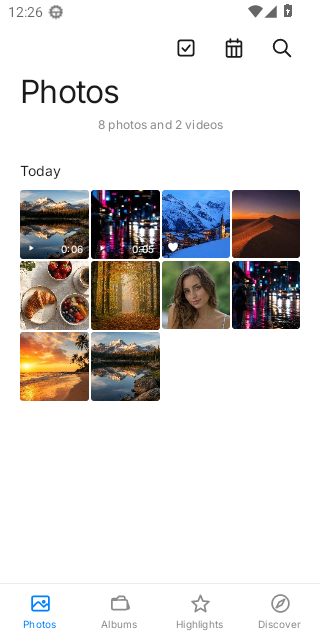 12:26
Photos
8 photos and 2 videos
Today
0:06
0:05
Photos
Albums
Highlights
Discover